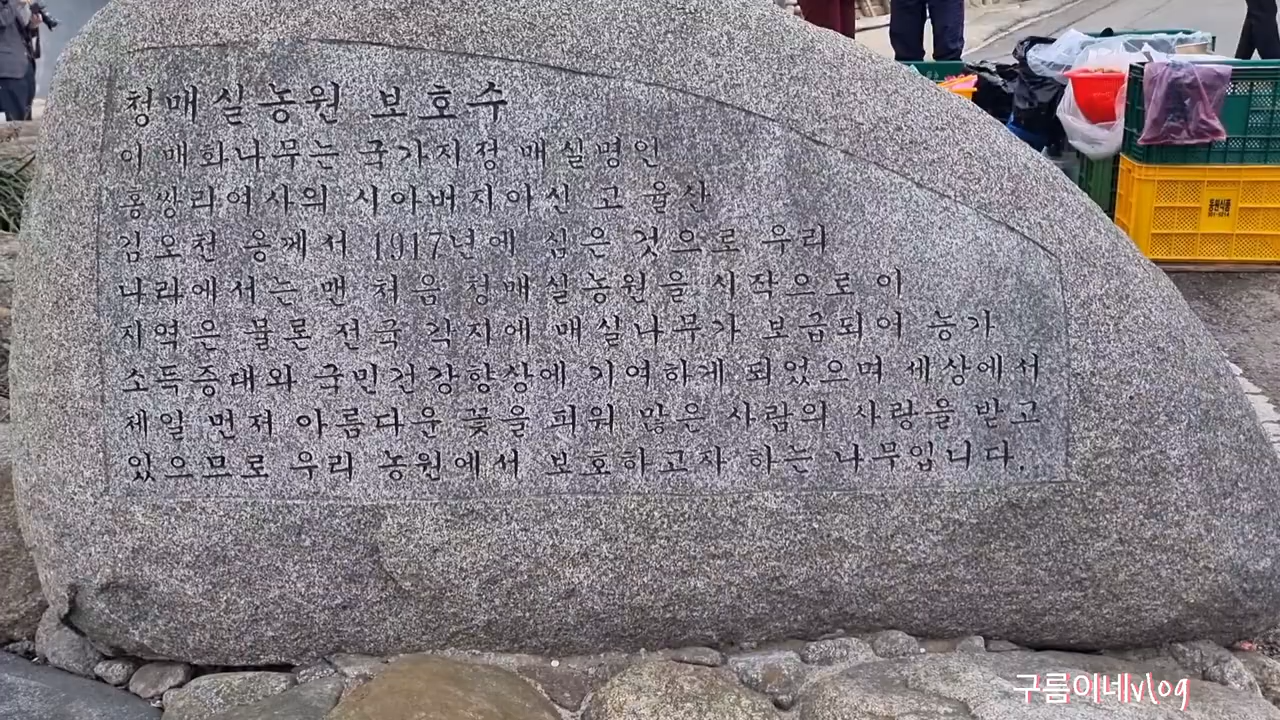 청매실농원 보호수
이 매화나무는 국가지정 매실명인
홍쌍리여사의 시아버지이신 고 율산
김오천 옹께서 1917년에 심은 것으로 우리
나라에서는 맨 처음 청매실농원을 시작으로 이
지역은 물론 전국 각지에 매실나무가 보급되어 농가
소득증대와 국민건강향상에 기여하게 되었으며 세상에서
제일 먼저 아름다운 꽃을 피워 많은 사람의 사랑을 받고
있으므로 우리 농원에서 보호하고자 하는 나무입니다.
동원식품
구름이네vlog